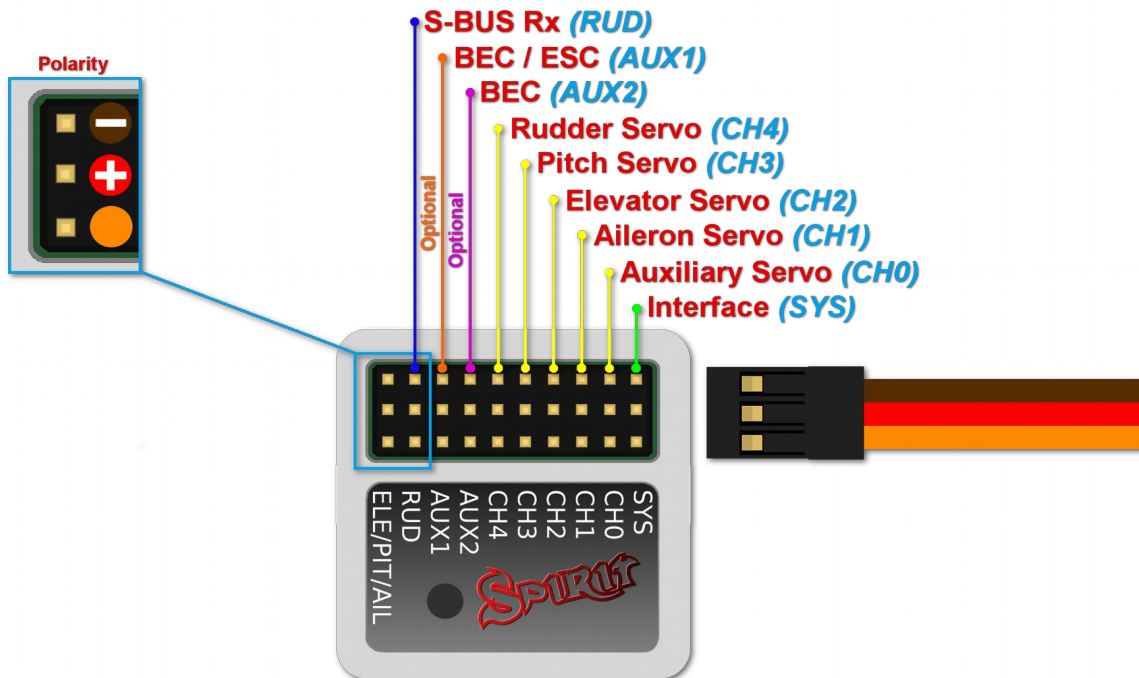 S-BUS Rx (RUD)
Polarity
BEC / ESC (AUX1)
BEC (AUX2)
Rudder Servo (CH4)
Pitch Servo (CH3)
Optional
Optional
Elevator Servo (CH2)
Aileron Servo (CH1)
Auxiliary Servo (CH0)
Interface (SYS)
ELE/PIT/AIL
RUD
AUX1
AUX2
CH4
CH3
CH2
CH1
CH0
SYS
SPIRIT